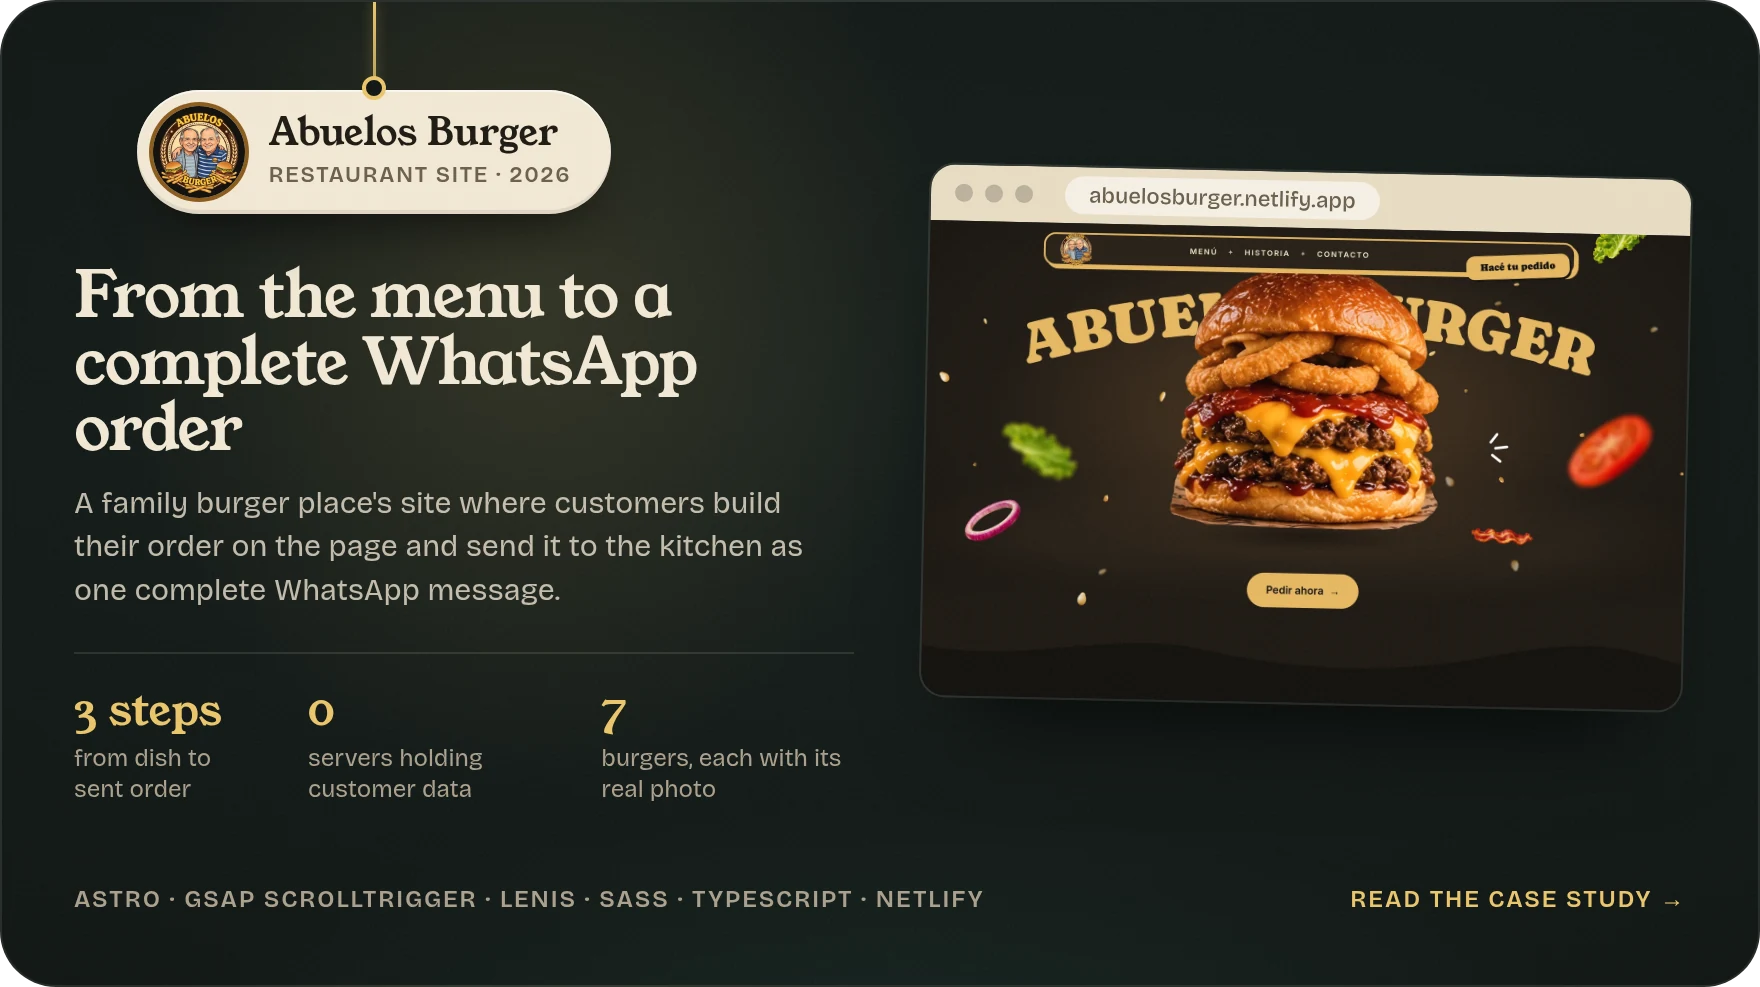 ABUELOS
BURGER
Abuelos Burger
RESTAURANT SITE · 2026
From the menu to a
complete WhatsApp
order
A family burger place's site where customers build
their order on the page and send it to the kitchen as
one complete WhatsApp message.
3 steps
from dish to
sent order
0
servers holding
customer data
7
burgers, each with its
real photo
abuelosburger.netlify.app
MENÚ + HISTORIA + CONTACTO
Hacé tu pedido
ABUEL URGER
Pedir ahora →
ASTRO · GSAP SCROLLTRIGGER · LENIS · SASS · TYPESCRIPT · NETLIFY
READ THE CASE STUDY →